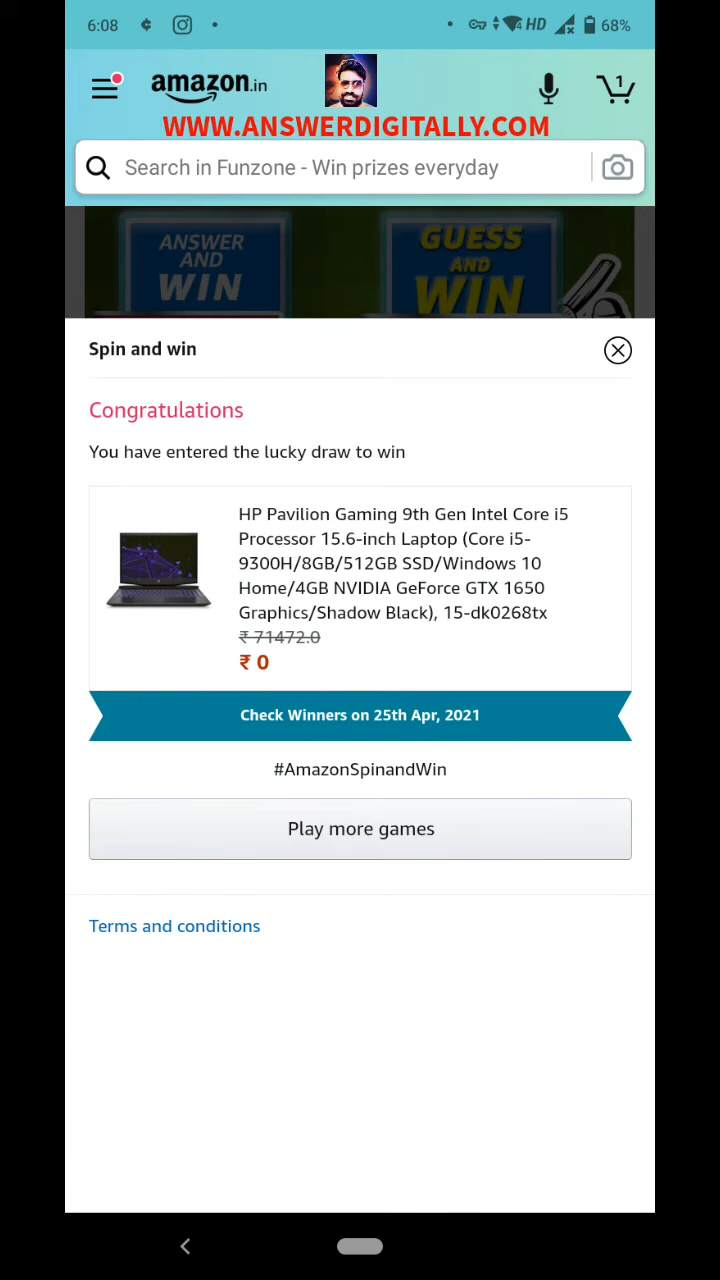 6:08
HD
68%
amazon.in
1
WWW.ANSWERDIGITALLY.COM
Search in Funzone - Win prizes everyday
ANSWER
AND
WIN
GUESS
AND
WIN
Spin and win
Congratulations
You have entered the lucky draw to win
HP Pavilion Gaming 9th Gen Intel Core i5
Processor 15.6-inch Laptop (Core i5-
9300H/8GB/512GB SSD/Windows 10
Home/4GB NVIDIA GeForce GTX 1650
Graphics/Shadow Black), 15-dk0268tx
₹ 71472.0
₹ 0
Check Winners on 25th Apr, 2021
#AmazonSpinandWin
Play more games
Terms and conditions